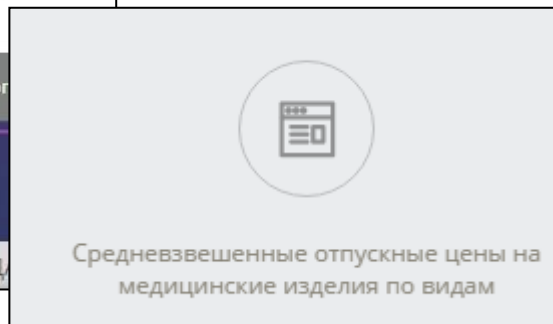 Средневзвешенные отпускные цены на
медицинские изделия по видам